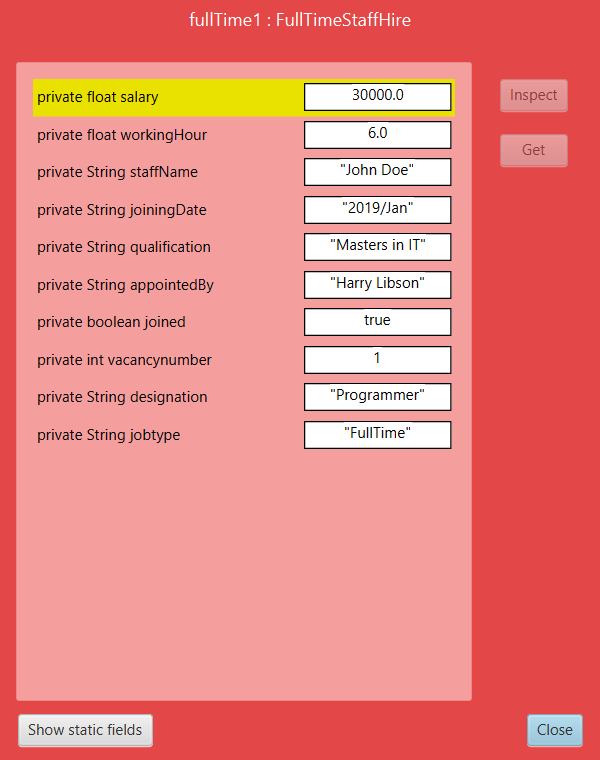 fullTime1 : FullTimeStaffHire
private float salary 30000.0
Inspect
private float workingHour 6.0
Get
private String staffName "John Doe"
private String joiningDate "2019/Jan"
private String qualification "Masters in IT"
private String appointedBy "Harry Libson"
private boolean joined true
private int vacancynumber 1
private String designation "Programmer"
private String jobtype "FullTime"
Show static fields
Close